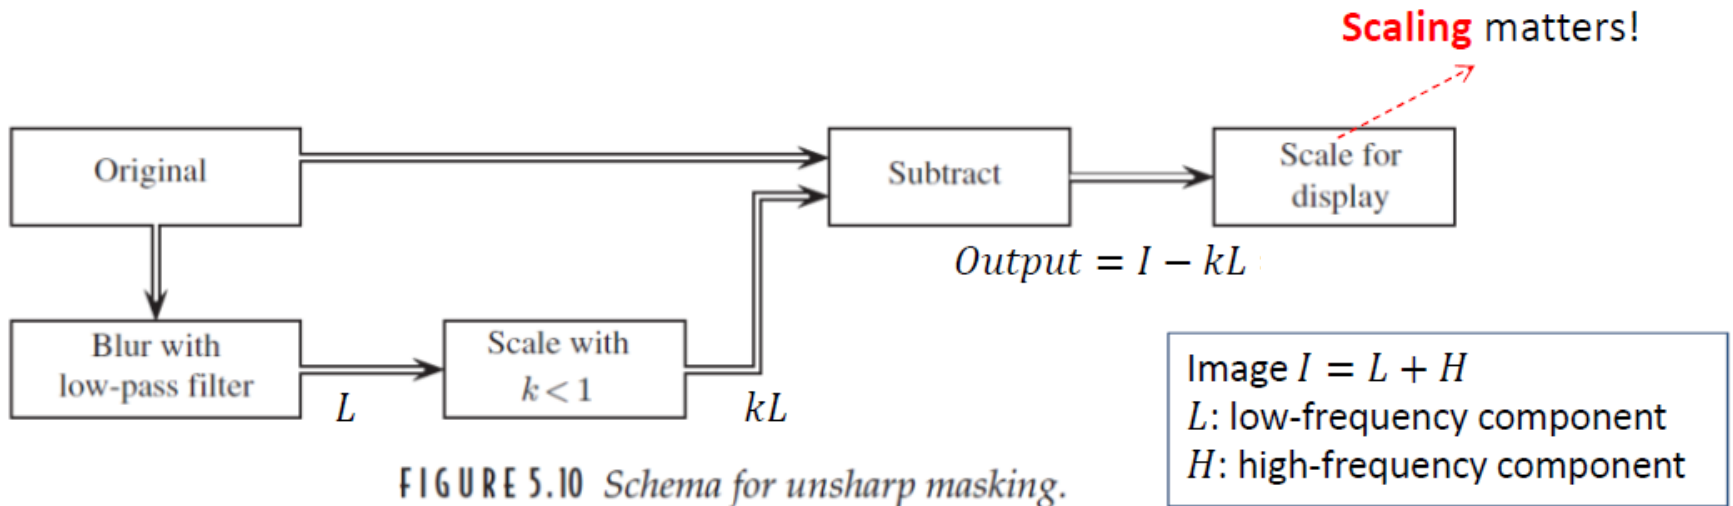 Scaling matters!
Original
Subtract
Scale for
display
Output = I − kL
Blur with
low-pass filter
L
Scale with
k < 1
kL
Image I = L + H
L: low-frequency component
H: high-frequency component
FIGURE 5.10 Schema for unsharp masking.